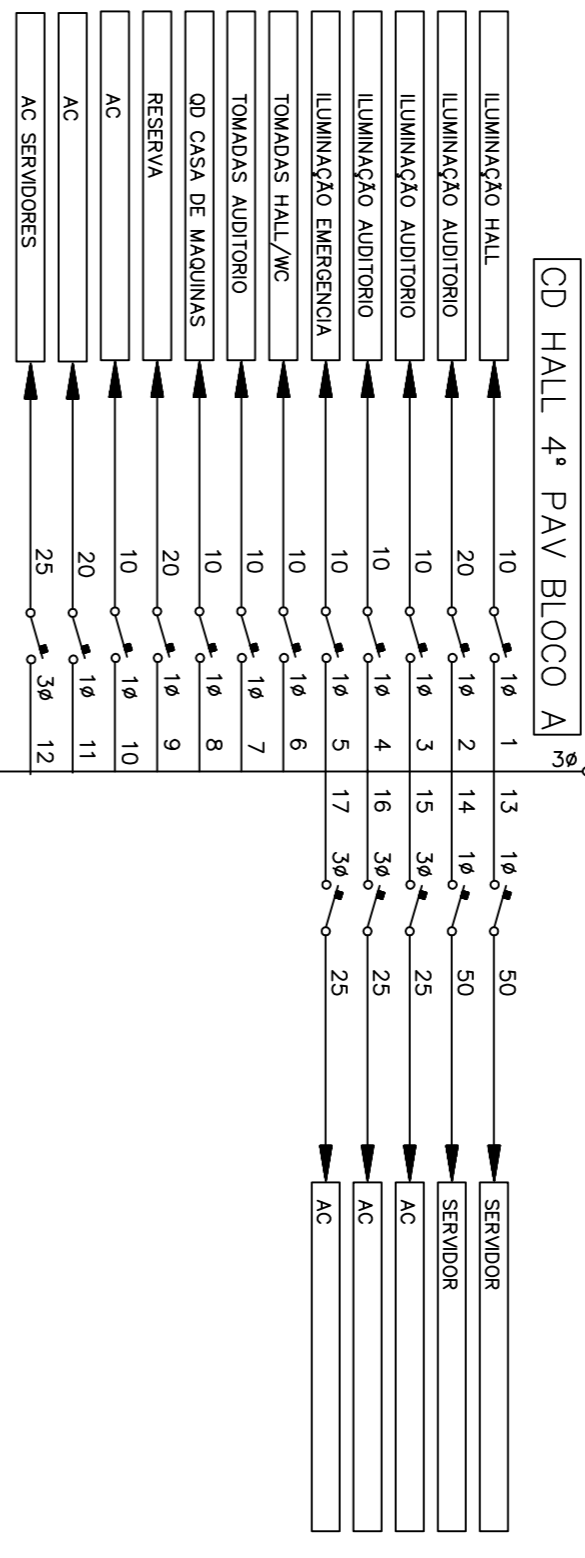 CD HALL 4º PAV BLOCO A
3ø
ILUMINAÇÃO HALL 10 1ø 1 13 1ø 50 SERVIDOR
ILUMINAÇÃO AUDITORIO 20 1ø 2 14 1ø 50 SERVIDOR
ILUMINAÇÃO AUDITORIO 10 1ø 3 15 3ø 25 AC
ILUMINAÇÃO AUDITORIO 10 1ø 4 16 3ø 25 AC
ILUMINAÇÃO EMERGENCIA 10 1ø 5 17 3ø 25 AC
TOMADAS HALL/WC 10 1ø 6
TOMADAS AUDITORIO 10 1ø 7
QD CASA DE MAQUINAS 10 1ø 8
RESERVA 20 1ø 9
AC 10 1ø 10
AC 20 1ø 11
AC SERVIDORES 25 3ø 12